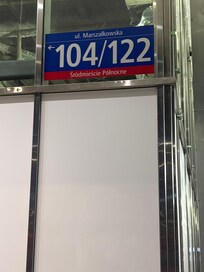 ul. Marszałkowska
←104/122
Śródmieście Północne